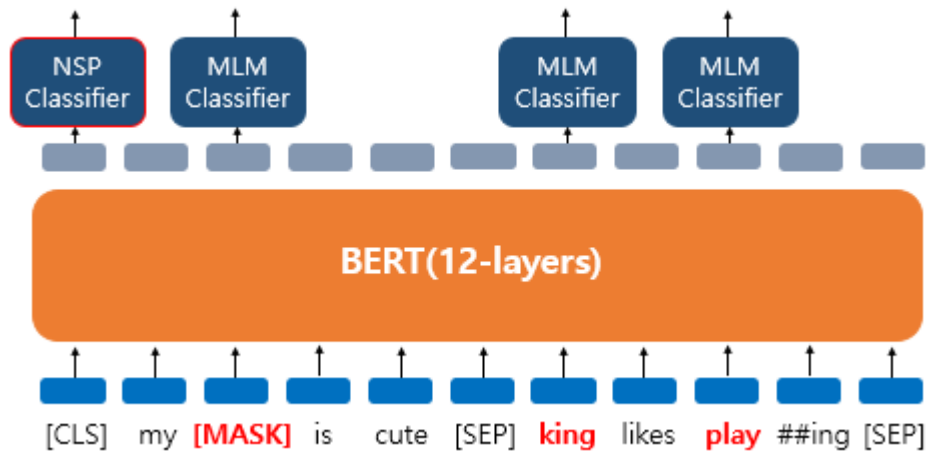 NSP
Classifier
MLM
Classifier
MLM
Classifier
MLM
Classifier
BERT(12-layers)
[CLS] my [MASK] is cute [SEP] king likes play ##ing [SEP]